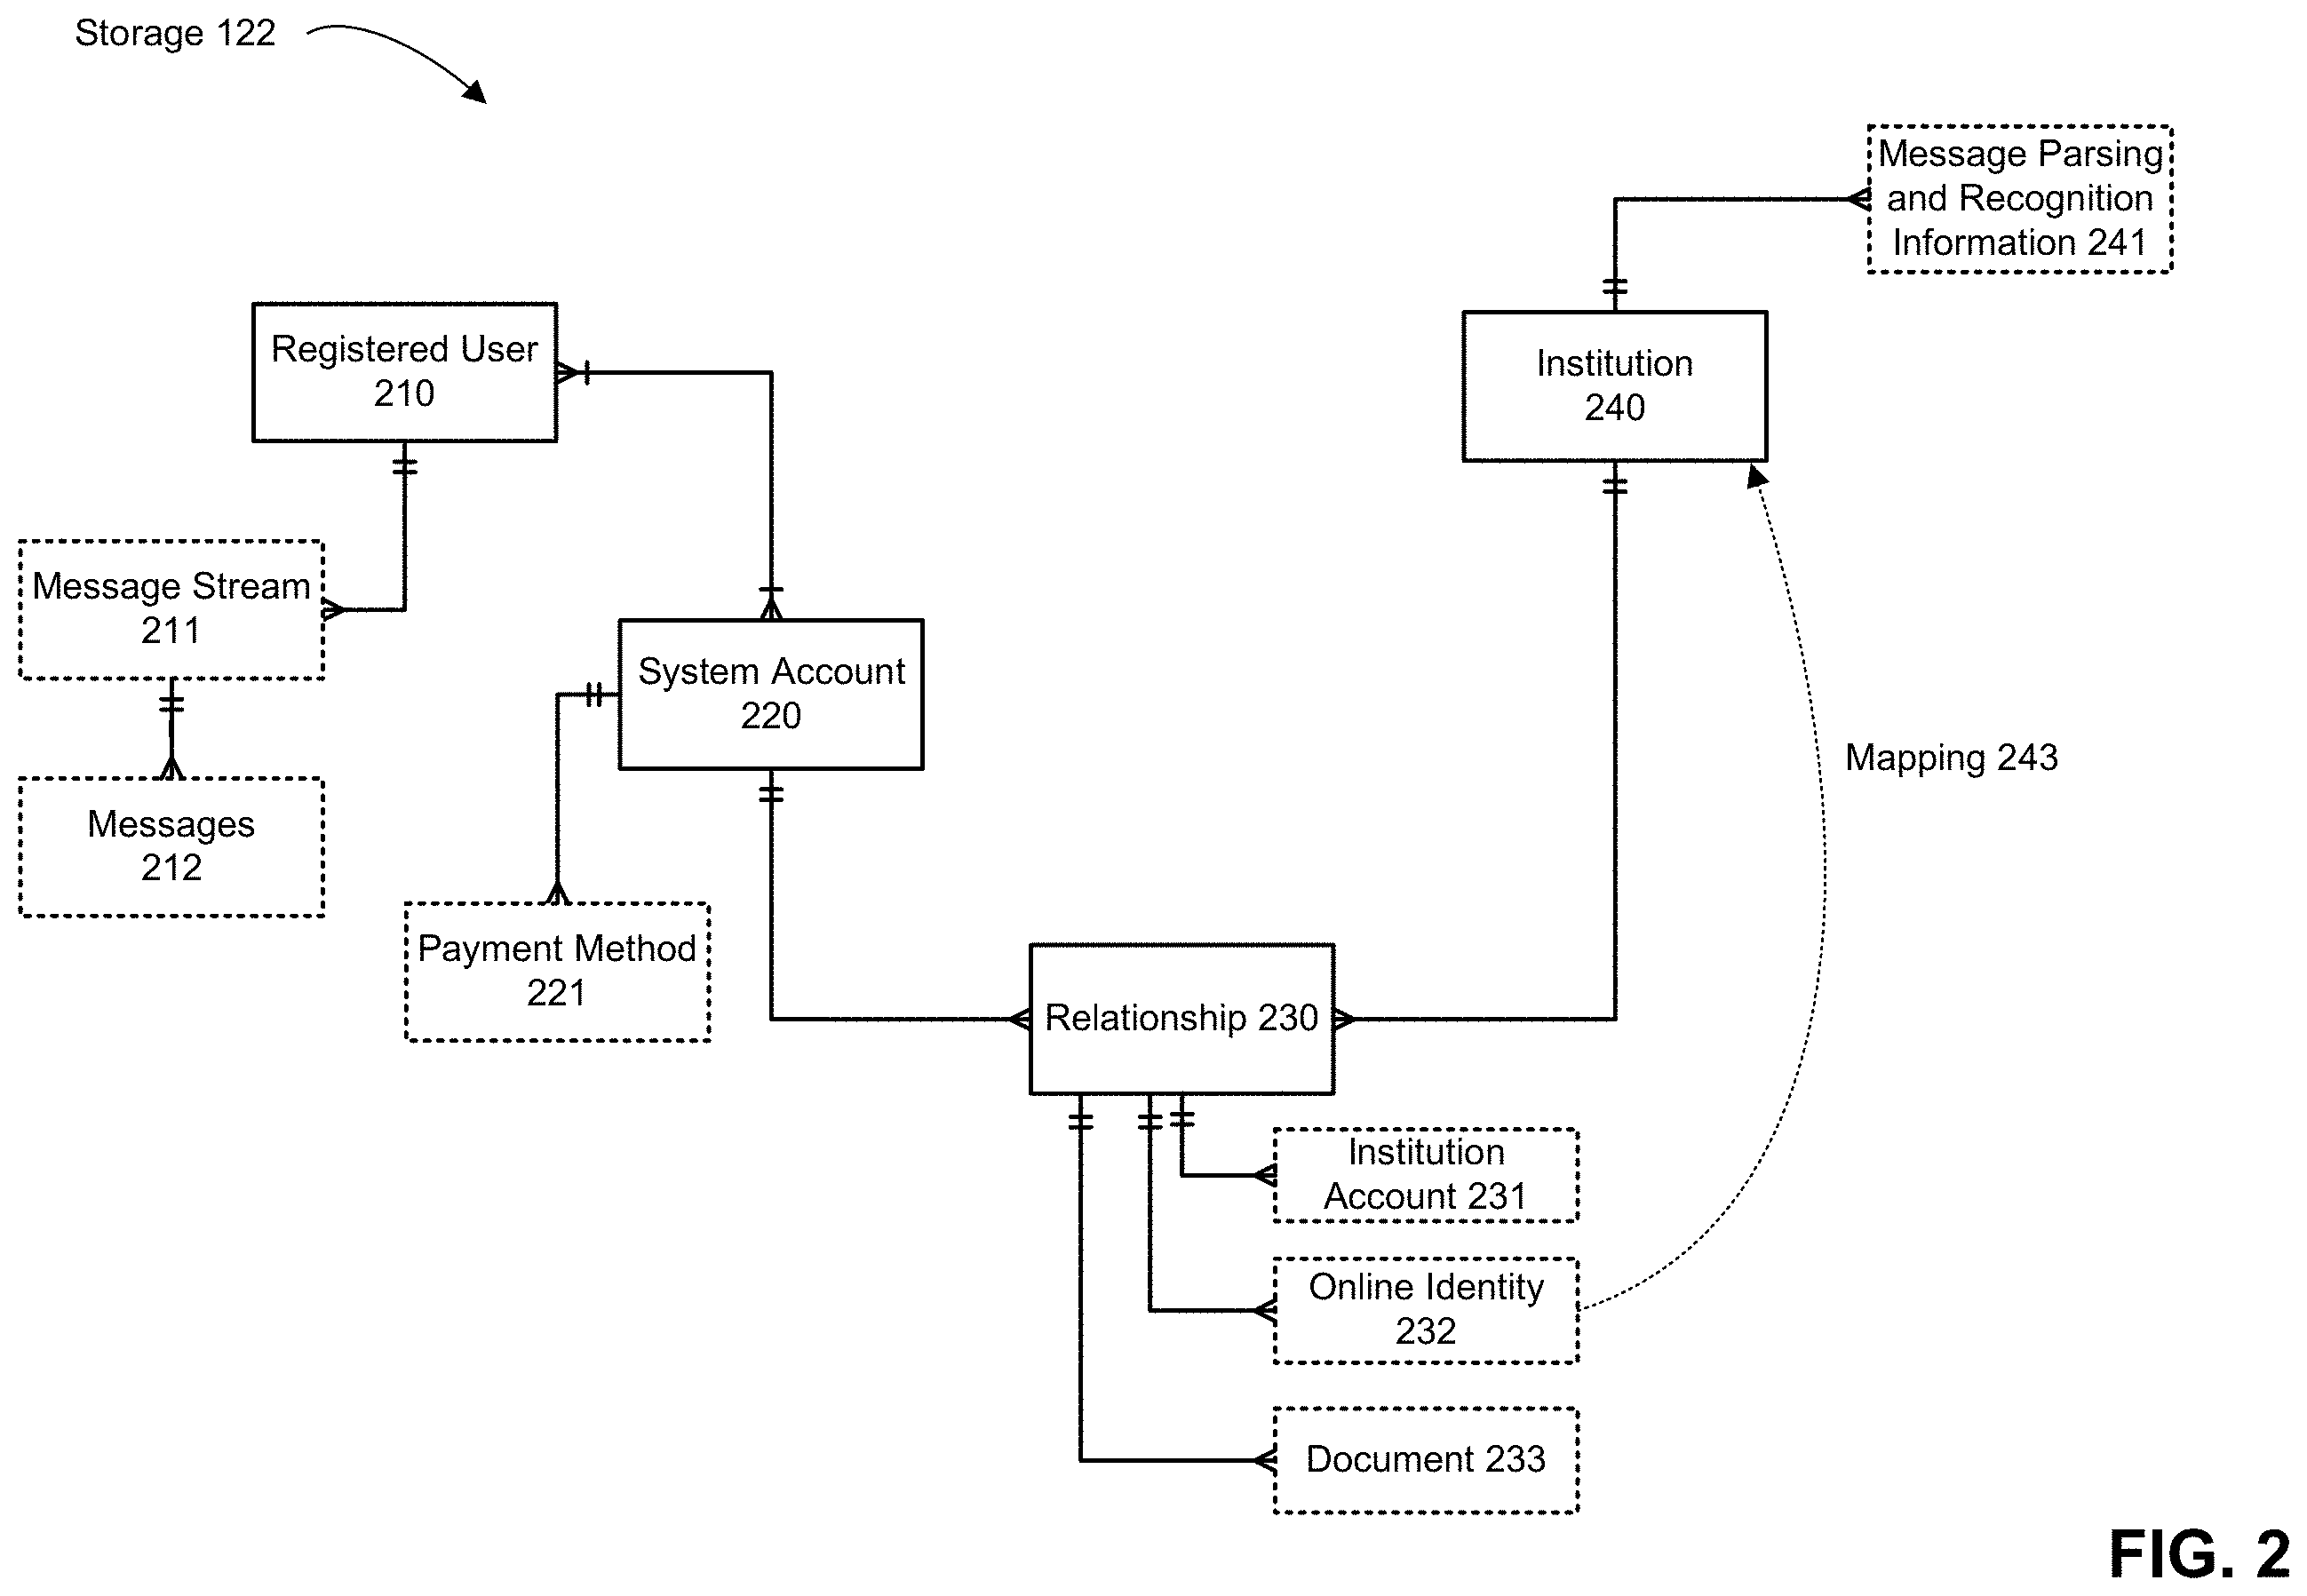 Storage 122
Message Parsing
and Recognition
Information 241
Registered User
210
Institution
240
Message Stream
211
System Account
220
Mapping 243
Messages
212
Payment Method
221
Relationship 230
Institution
Account 231
Online Identity
232
Document 233
FIG. 2